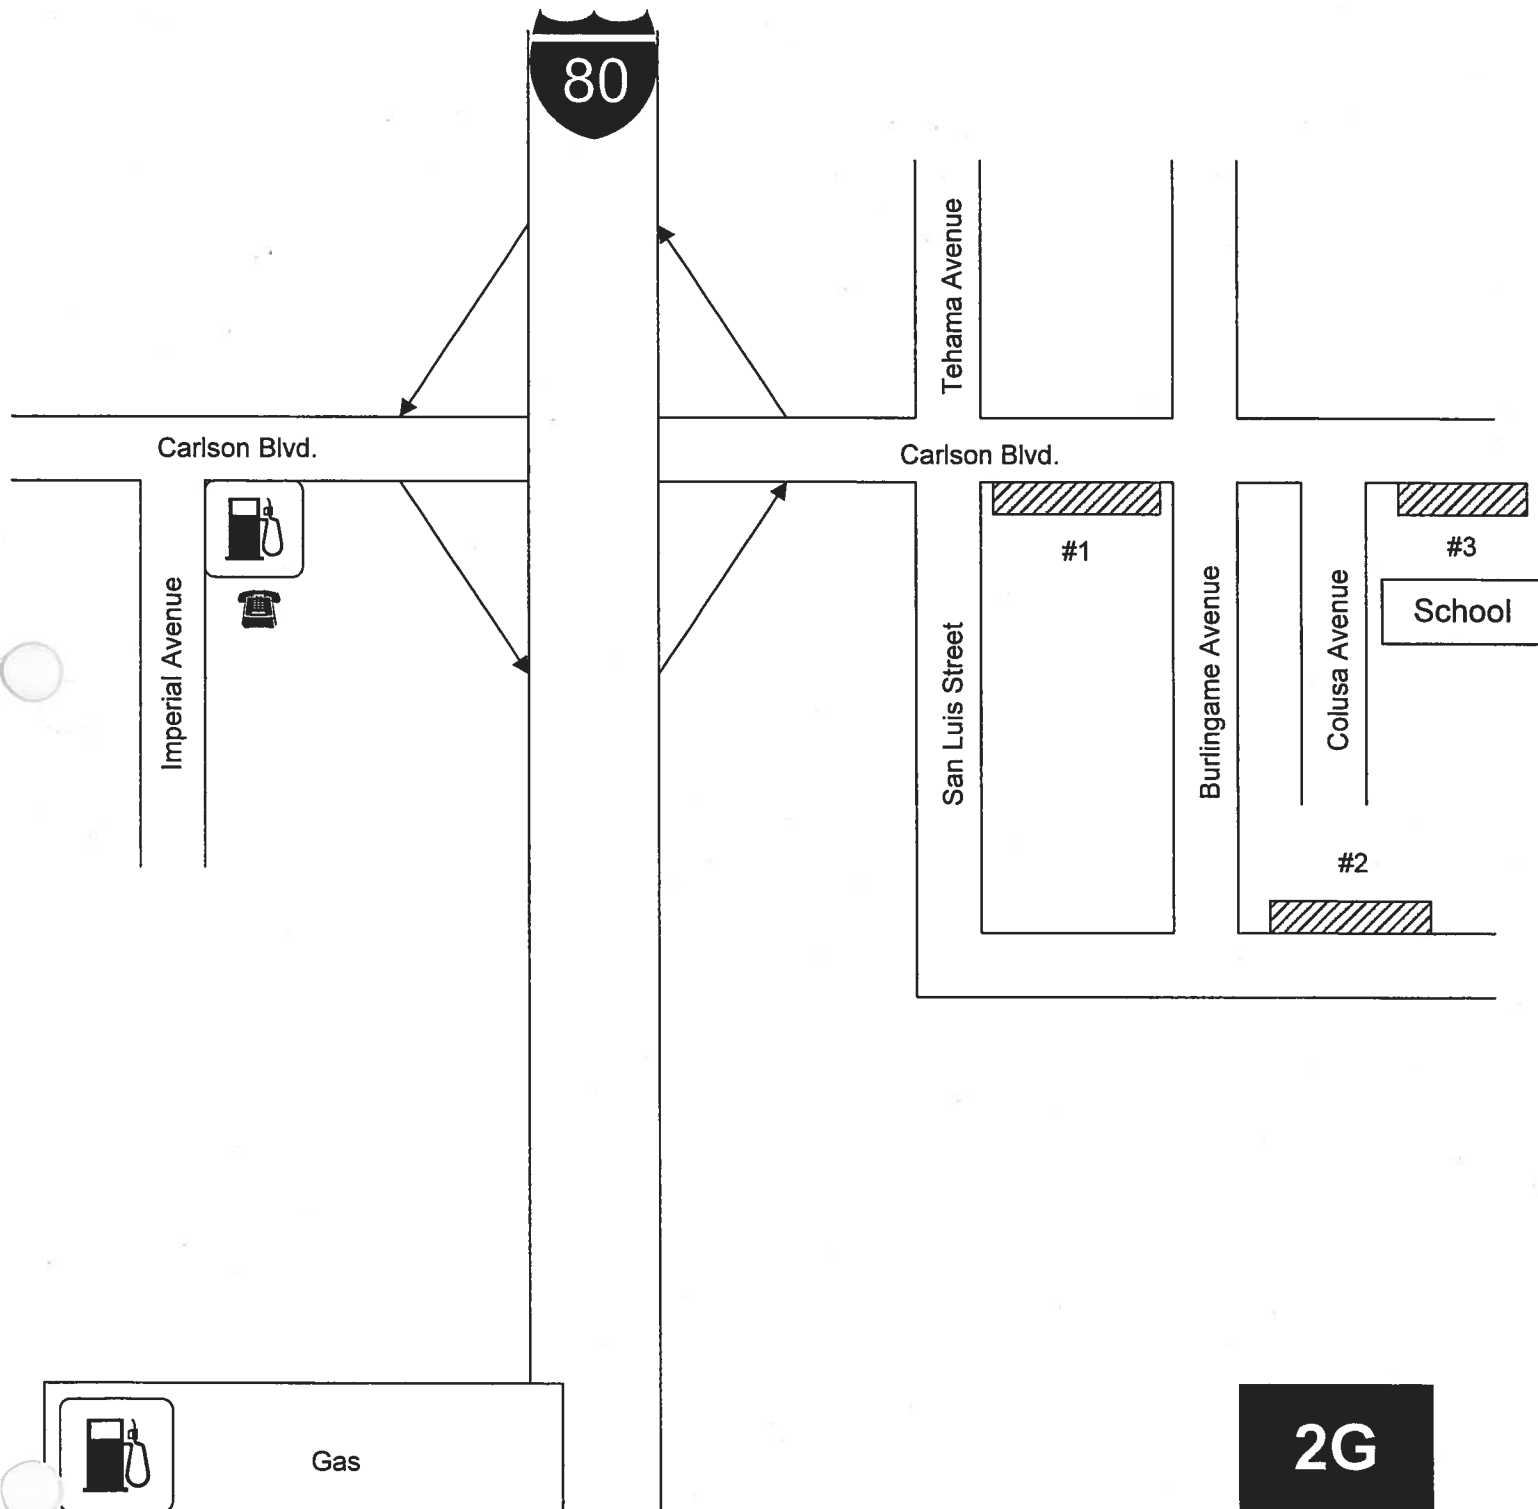 80
Tehama Avenue
Carlson Blvd.
Carlson Blvd.
#1
#3
School
Imperial Avenue
San Luis Street
Burlingame Avenue
Colusa Avenue
#2
Gas
2G